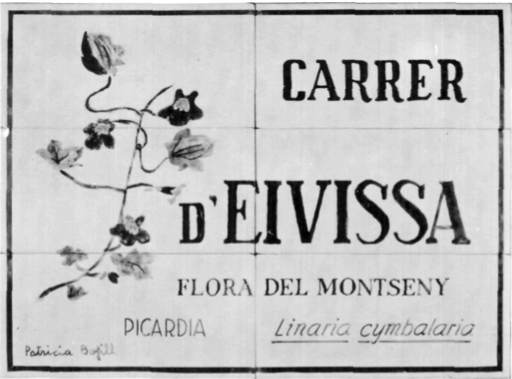 CARRER
D'EIVISSA
FLORA DEL MONTSENY
PICARDIA Linaria cymbalaria
Patricia Bofill